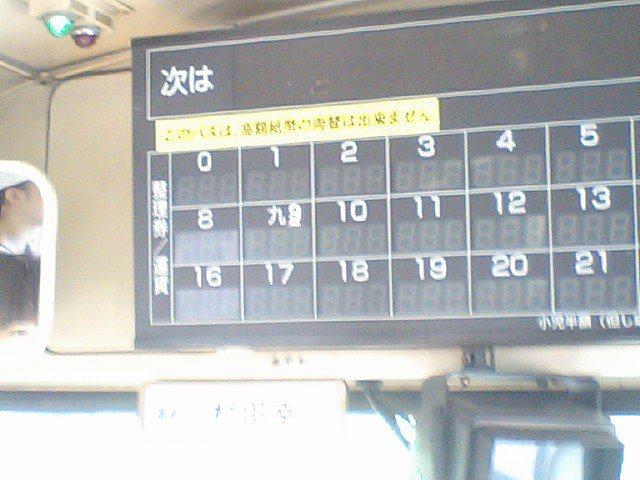 次は
このバスは、高額紙幣の両替は出来ません
整理券/運賃
0 1 2 3 4 5
8 九9 10 11 12 13
16 17 18 19 20 21
小児半額